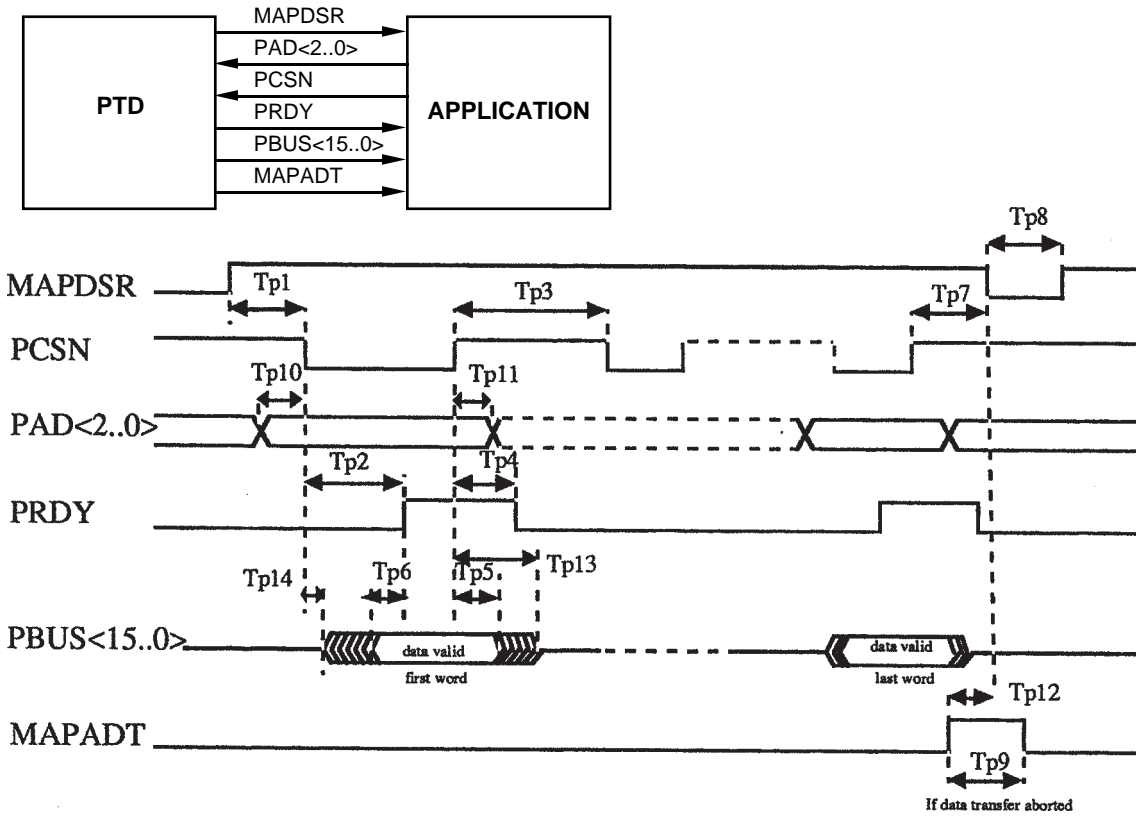 MAPDSR
PAD<2..0>
PCSN
PTD
PRDY
APPLICATION
PBUS<15..0>
MAPADT
Tp8
MAPDSR
Tp1
Tp3
Tp7
PCSN
Tp10
Tp11
PAD<2..0>
Tp2
Tp4
PRDY
Tp14
Tp6
Tp5
Tp13
PBUS<15..0>
data valid
data valid
first word
last word
Tp12
MAPADT
Tp9
If data transfer aborted